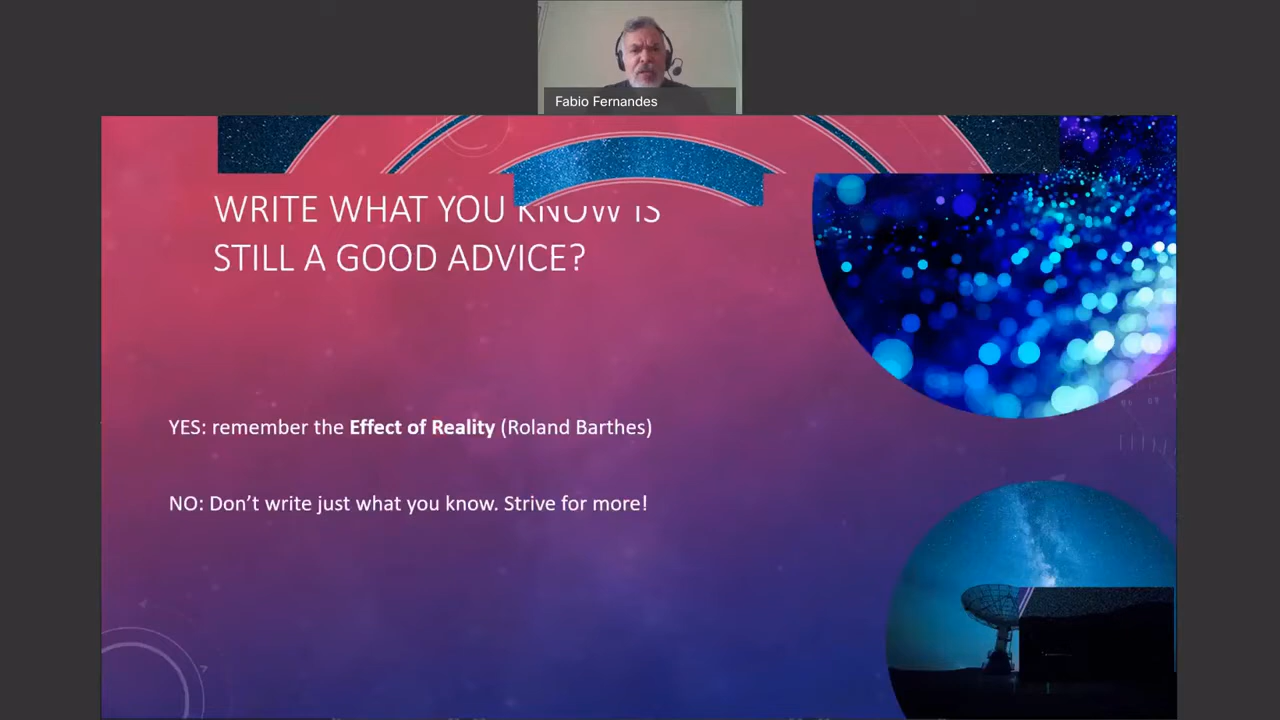 Fabio Fernandes
WRITE WHAT YOU KNOW IS
STILL A GOOD ADVICE?
YES: remember the Effect of Reality (Roland Barthes)
NO: Don’t write just what you know. Strive for more!